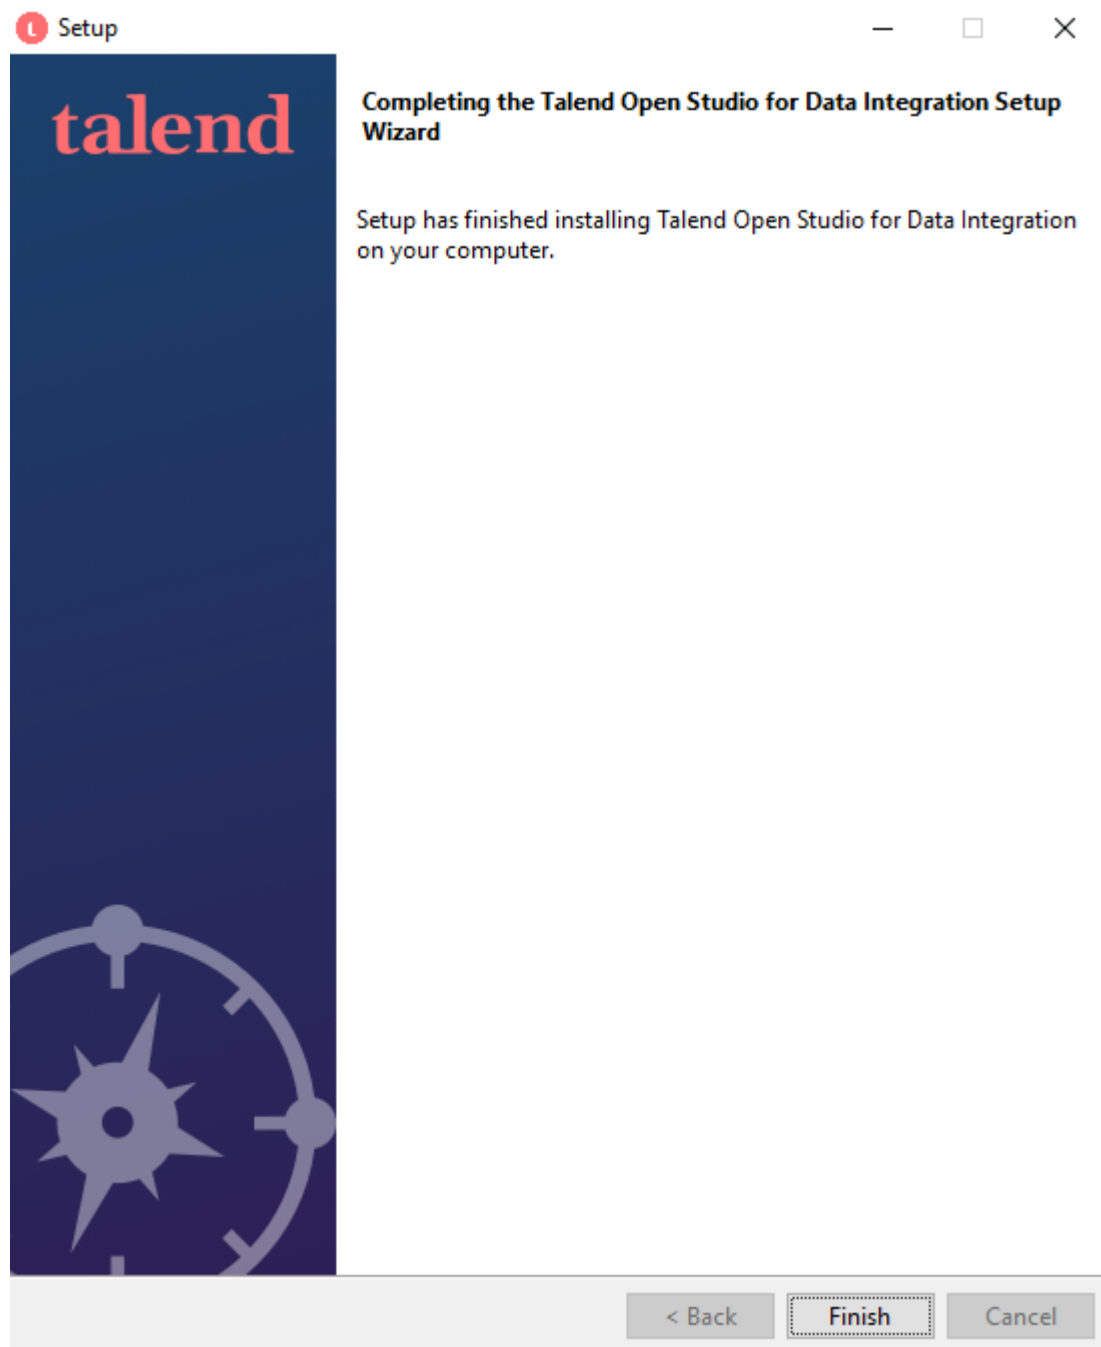 Setup
talend
Completing the Talend Open Studio for Data Integration Setup
Wizard
Setup has finished installing Talend Open Studio for Data Integration
on your computer.
< Back
Finish
Cancel